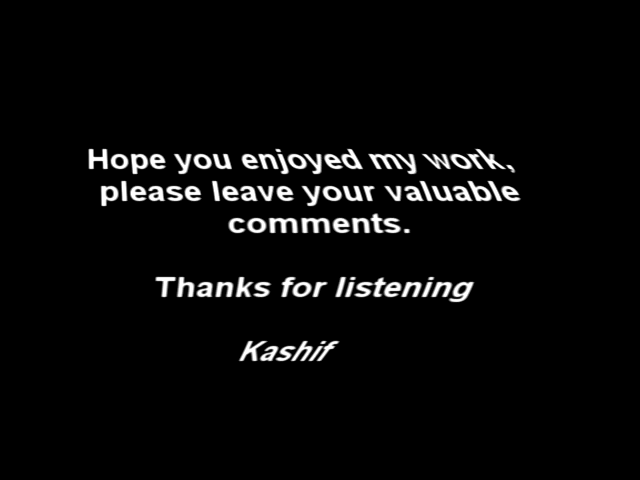 Hope you enjoyed my work,
please leave your valuable
comments.
Thanks for listening
Kashif